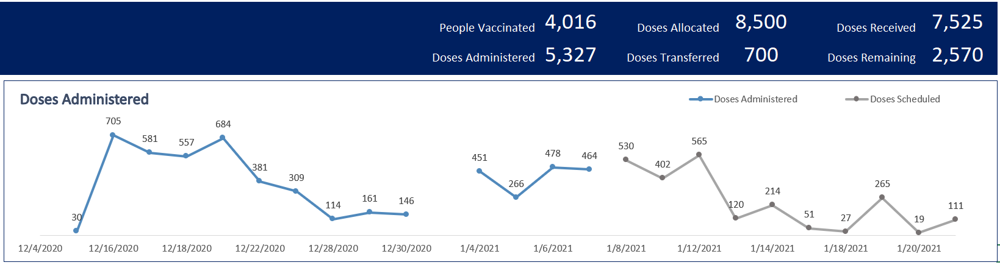 People Vaccinated 4,016 Doses Allocated 8,500 Doses Received 7,525
Doses Administered 5,327 Doses Transferred 700 Doses Remaining 2,570
Doses Administered
Doses Administered Doses Scheduled
30 705 581 557 684 381 309 114 161 146 451 266 478 464 530 402 565 120 214 51 27 265 19 111
12/4/2020 12/16/2020 12/18/2020 12/22/2020 12/28/2020 12/30/2020 1/4/2021 1/6/2021 1/8/2021 1/12/2021 1/14/2021 1/18/2021 1/20/2021